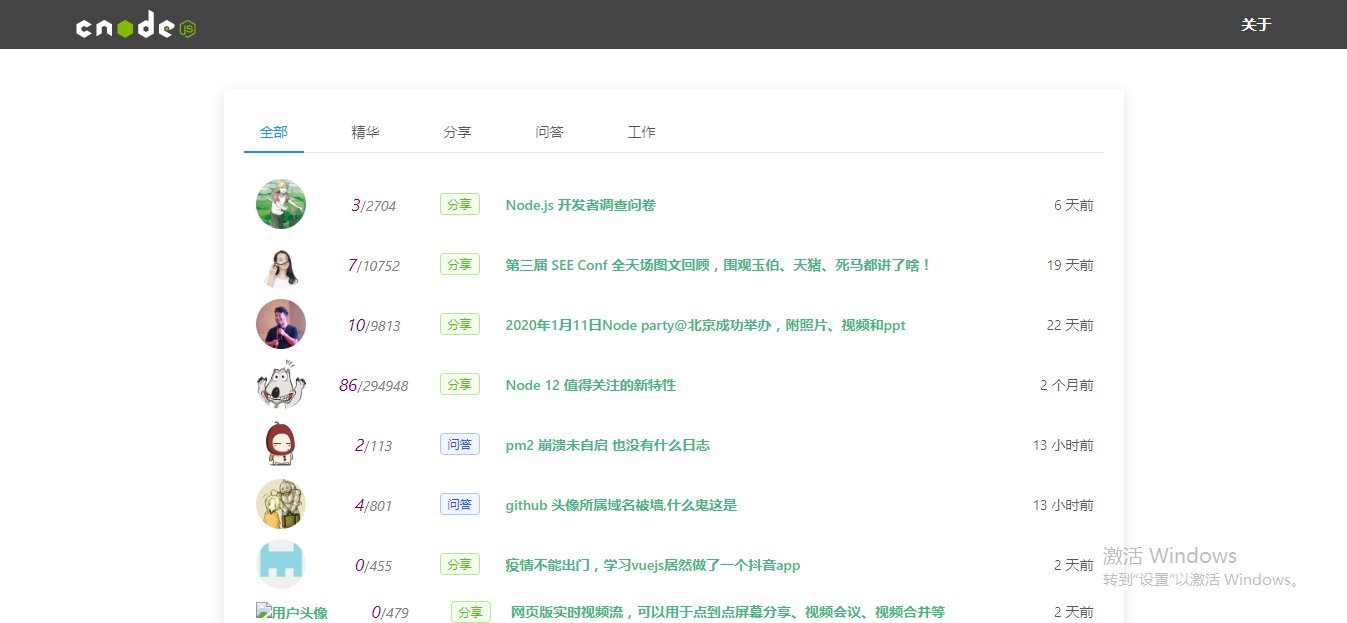 cnode JS
关于
全部 精华 分享 问答 工作
3/2704 分享 Node.js 开发者调查问卷 6 天前
7/10752 分享 第三届 SEE Conf 全天场图文回顾，围观玉伯、天猪、死马都讲了啥！ 19 天前
10/9813 分享 2020年1月11日Node party@北京成功举办，附照片、视频和ppt 22 天前
86/294948 分享 Node 12 值得关注的新特性 2 个月前
2/113 问答 pm2 崩溃未自启 也没有什么日志 13 小时前
4/801 问答 github 头像所属域名被墙,什么鬼这是 13 小时前
0/455 分享 疫情不能出门，学习vuejs居然做了一个抖音app 2 天前
激活 Windows
转到"设置"以激活 Windows。
用户头像 0/479 分享 网页版实时视频流，可以用于点到点屏幕分享、视频会议、视频合并等 2 天前